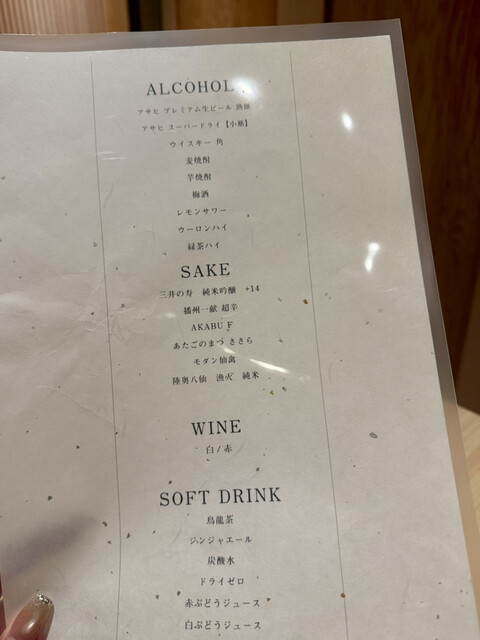 ALCOHOL
アサヒ プレミアム生ビール 熟撰
アサヒ スーパードライ【小瓶】
ウイスキー 角
麦焼酎
芋焼酎
梅酒
レモンサワー
ウーロンハイ
緑茶ハイ
SAKE
三井の寿 純米吟醸 +14
播州一献 超辛
AKABU F
あたごのまつ ささら
モダン仙禽
陸奥八仙 漁火 純米
WINE
白/赤
SOFT DRINK
烏龍茶
ジンジャエール
炭酸水
ドライゼロ
赤ぶどうジュース
白ぶどうジュース